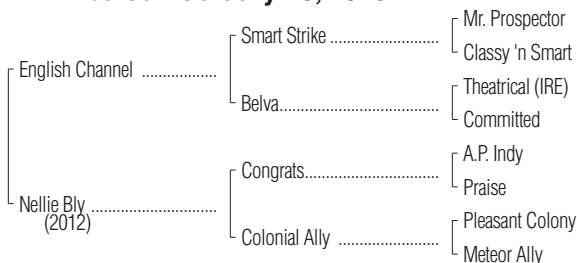 Mr. Prospector
Smart Strike
Classy 'n Smart
English Channel
Theatrical (IRE)
Belva
Committed
A.P. Indy
Congrats
Praise
Nellie Bly
(2012)
Pleasant Colony
Colonial Ally
Meteor Ally